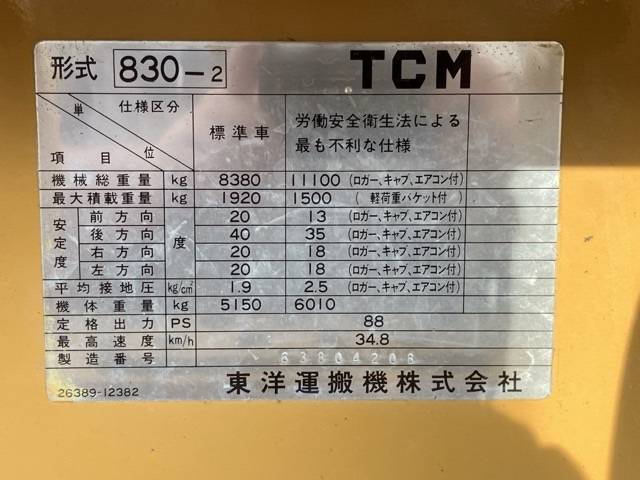 形式 830-2 TCM
単 仕様区分
標準車 労働安全衛生法による
最も不利な仕様
項目 位
機械総重量 kg 8380 11100 (ロガー、キャブ、エアコン付)
最大積載重量 kg 1920 1500 (軽荷重バケット付)
安定度 前方向 度 20 13 (ロガー、キャブ、エアコン付)
後方向 40 35 (ロガー、キャブ、エアコン付)
右方向 20 18 (ロガー、キャブ、エアコン付)
左方向 20 18 (ロガー、キャブ、エアコン付)
平均接地圧 kg/cm² 1.9 2.5 (ロガー、キャブ、エアコン付)
機体重量 kg 5150 6010
定格出力 PS 88
最高速度 km/h 34.8
製造番号 63804208
26389-12382 東洋運搬機株式会社